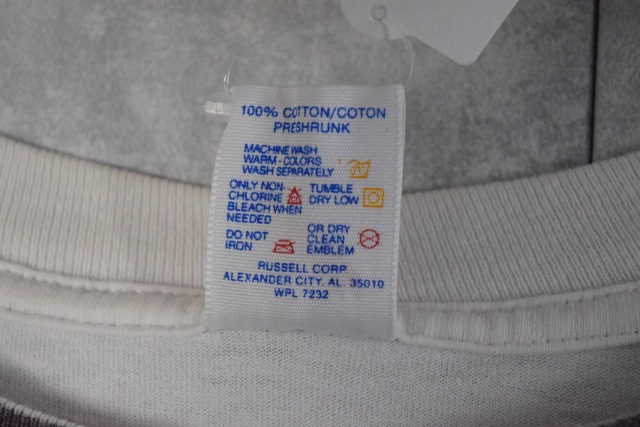 100% COTTON/COTON
PRESHRUNK
MACHINE WASH
WARM-COLORS
WASH SEPARATELY
ONLY NON-
CHLORINE
BLEACH WHEN
NEEDED
TUMBLE
DRY LOW
DO NOT
IRON
OR DRY
CLEAN
EMBLEM
RUSSELL CORP
ALEXANDER CITY, AL 35010
WPL 7232